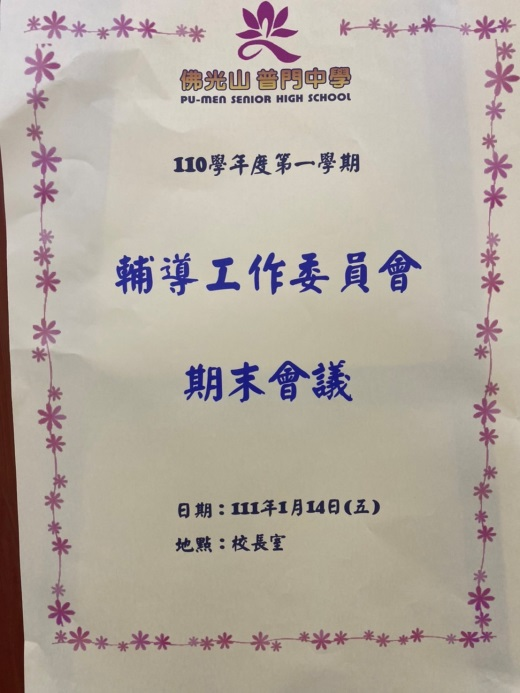 佛光山 普門中學
PU-MEN SENIOR HIGH SCHOOL
110學年度第一學期
輔導工作委員會
期末會議
日期：111年1月14日(五)
地點：校長室